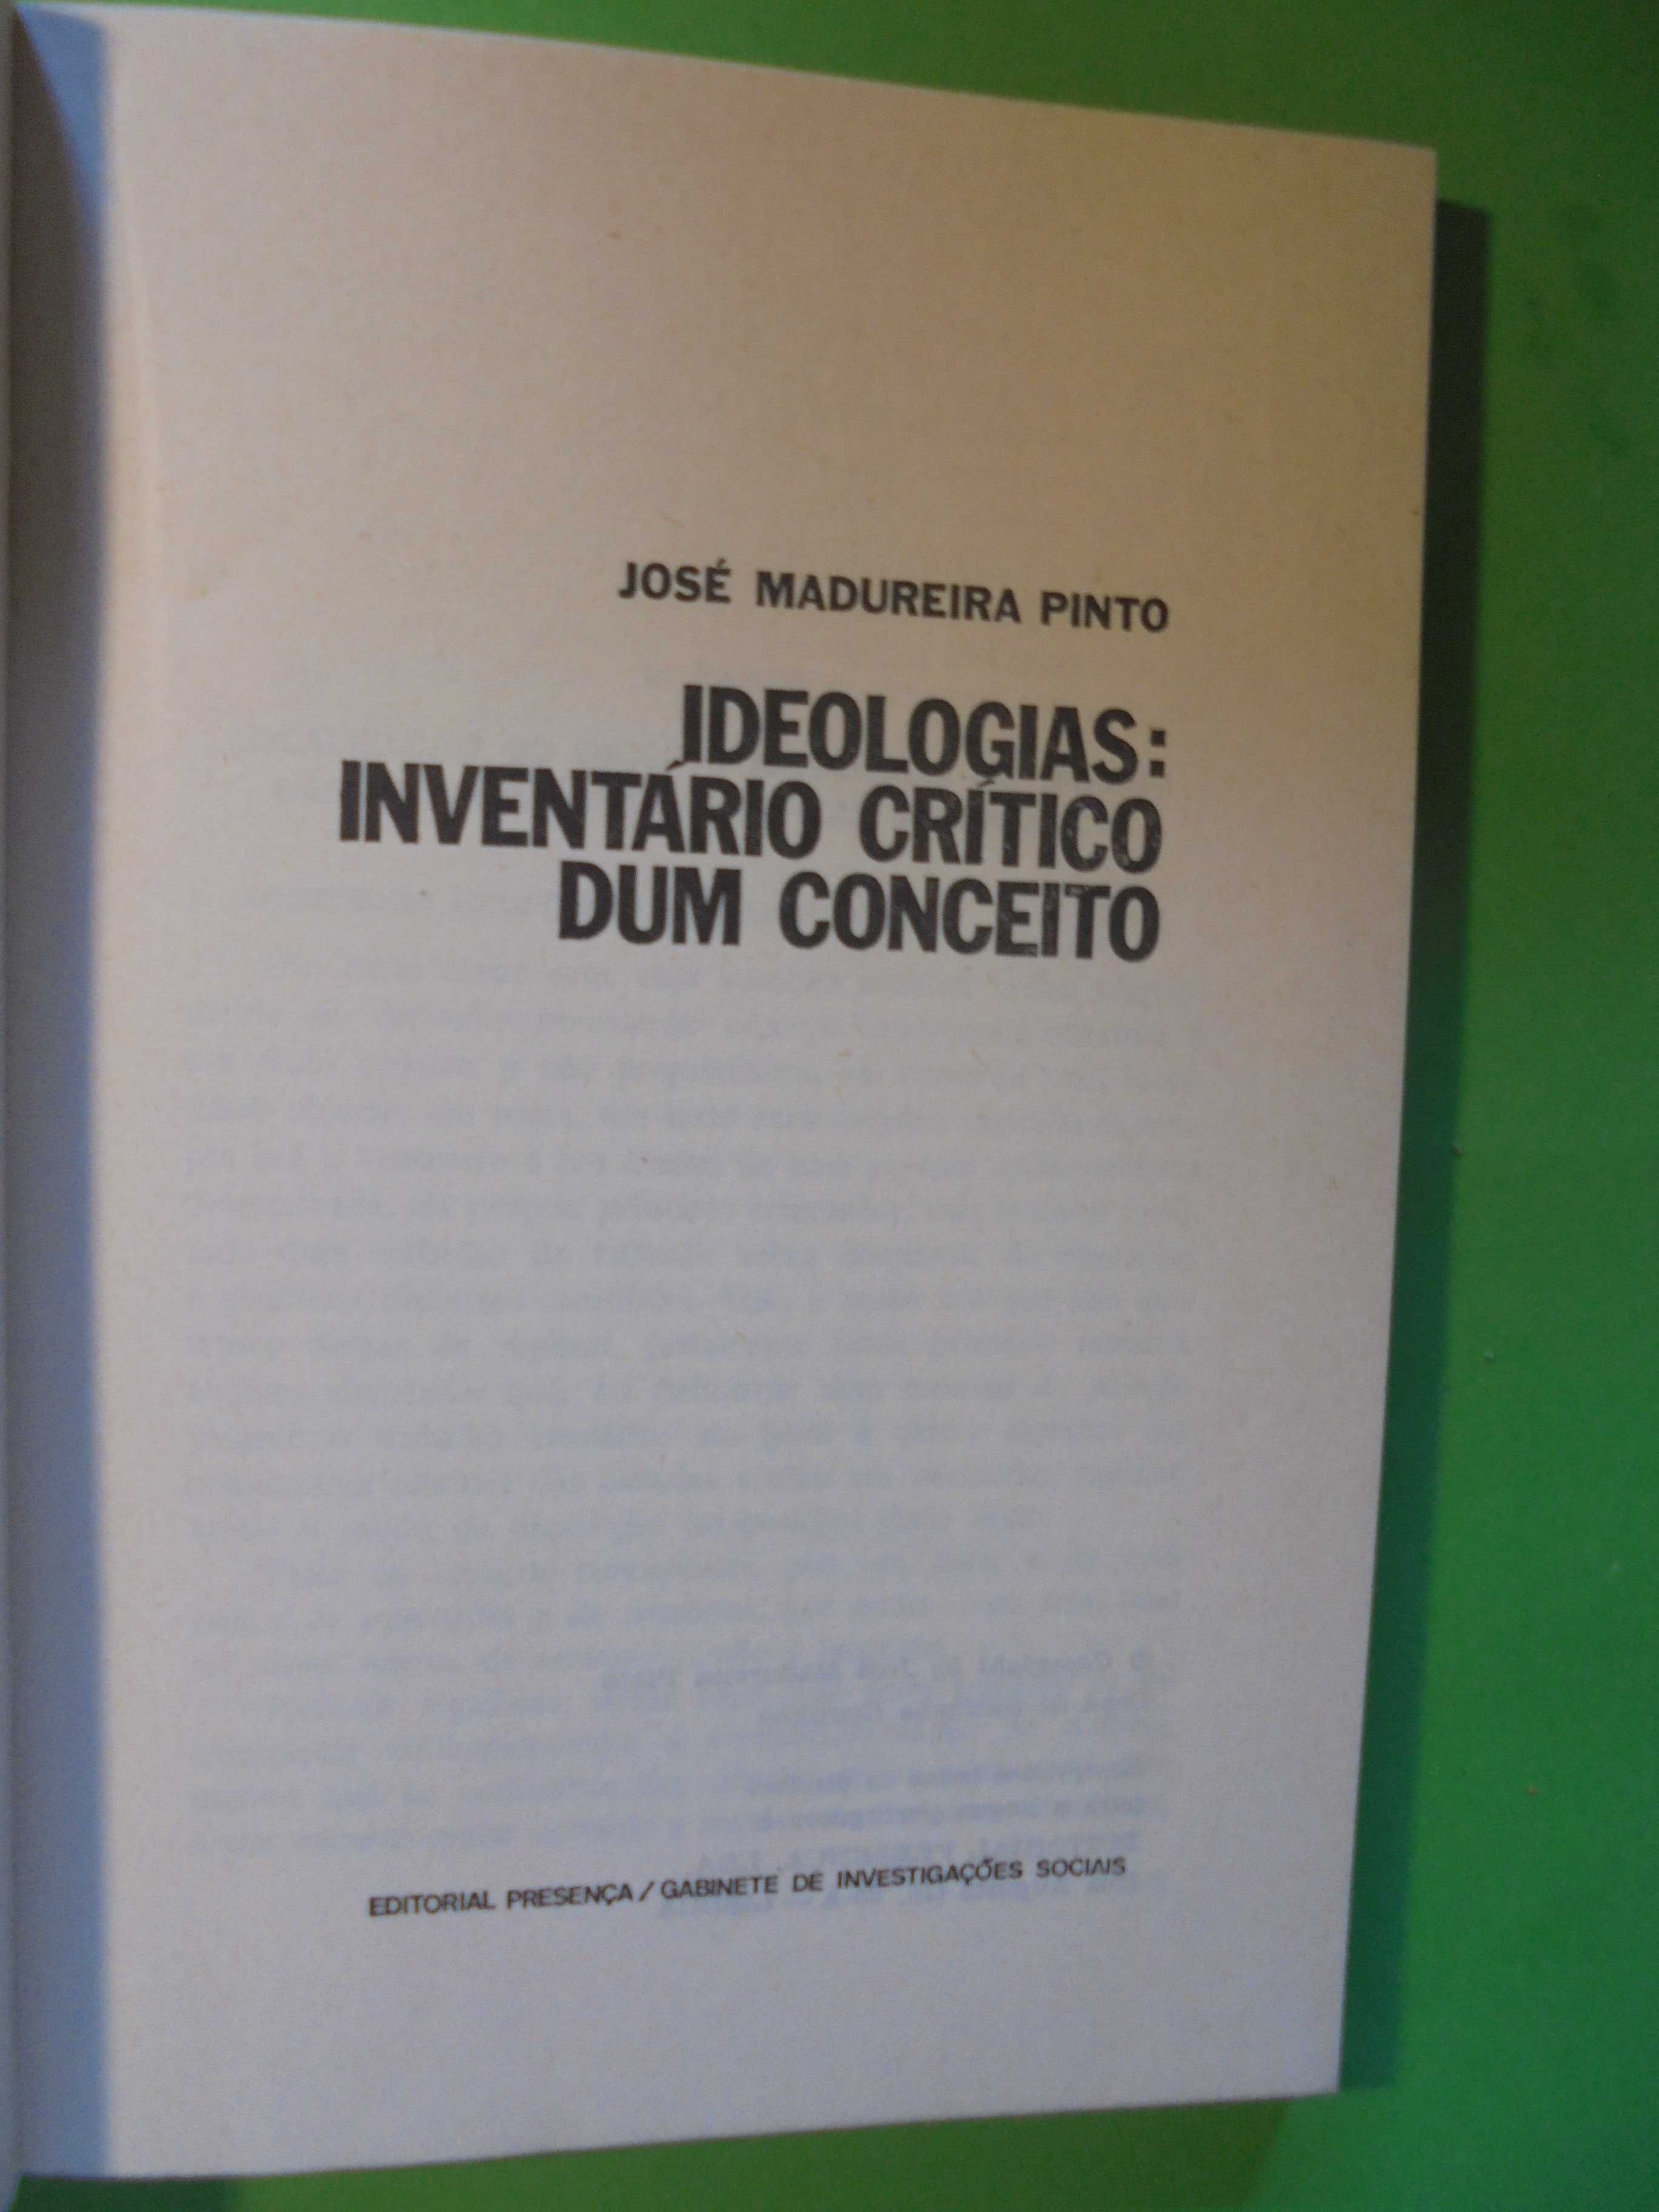 JOSÉ MADUREIRA PINTO
IDEOLOGIAS:
INVENTÁRIO CRÍTICO
DUM CONCEITO
EDITORIAL PRESENÇA / GABINETE DE INVESTIGAÇÕES SOCIAIS